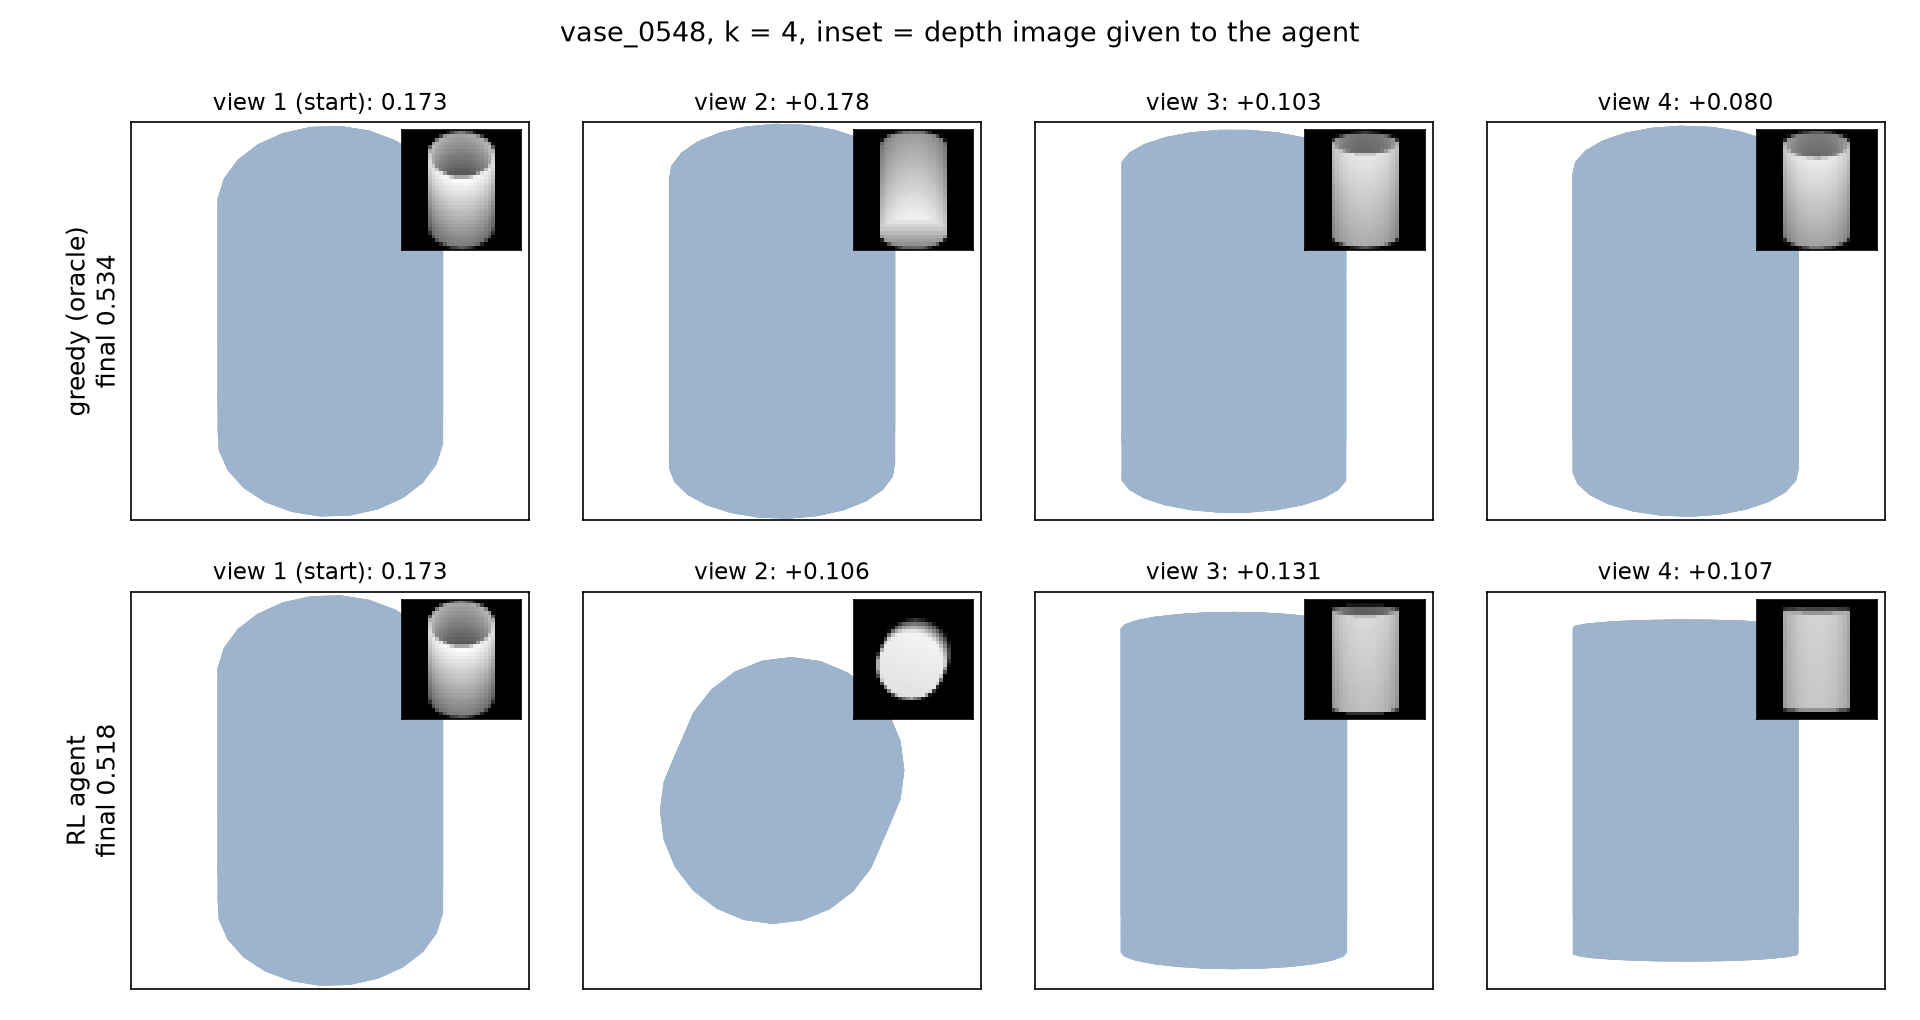 vase_0548, k = 4, inset = depth image given to the agent
view 1 (start): 0.173
view 2: +0.178
view 3: +0.103
view 4: +0.080
greedy (oracle)
final 0.534
view 1 (start): 0.173
view 2: +0.106
view 3: +0.131
view 4: +0.107
RL agent
final 0.518